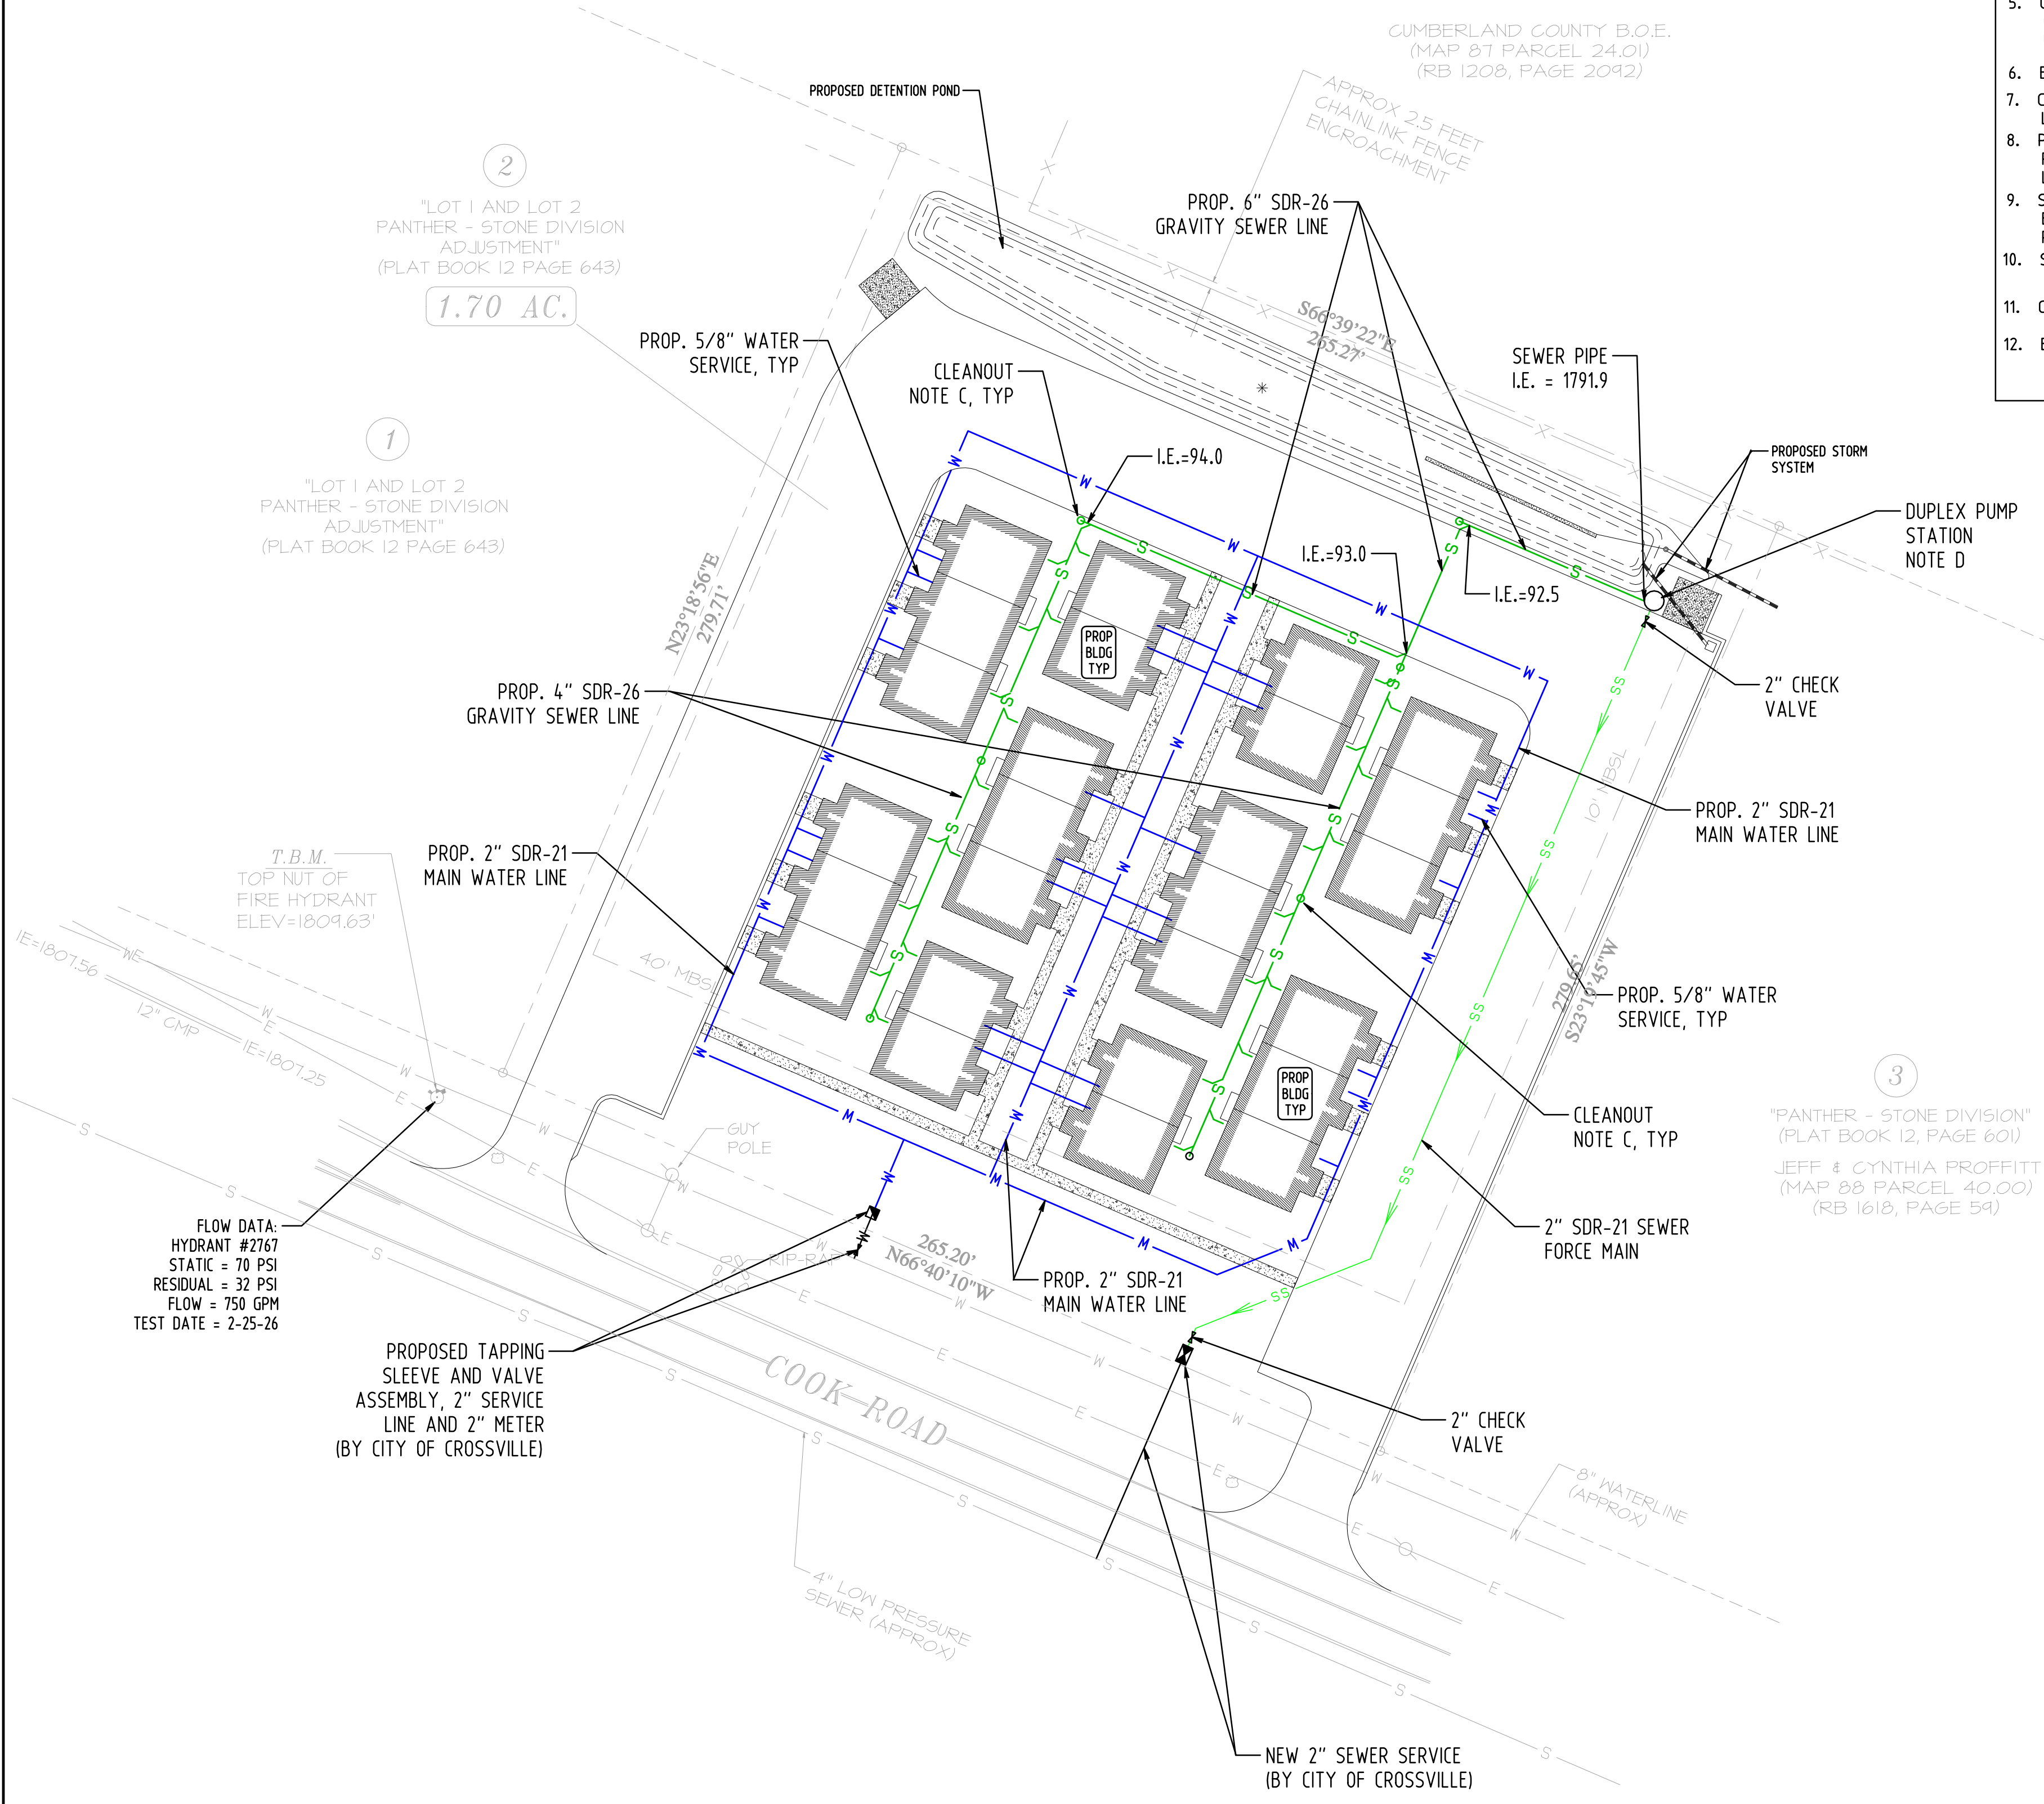 CUMBERLAND COUNTY B.O.E.
(MAP 87 PARCEL 24.01)
(RB 1208, PAGE 2092)
5.
6.
7.
8.
9.
10.
11.
12.
PROPOSED DETENTION POND
APPROX 2.5 FEET
CHAINLINK FENCE
ENCROACHMENT
2
"LOT 1 AND LOT 2
PANTHER - STONE DIVISION
ADJUSTMENT"
(PLAT BOOK 12 PAGE 643)
1.70 AC.
PROP. 6" SDR-26
GRAVITY SEWER LINE
S66°39'22"E
265.27'
PROP. 5/8" WATER
SERVICE, TYP
CLEANOUT
NOTE C, TYP
SEWER PIPE
I.E. = 1791.9
1
"LOT 1 AND LOT 2
PANTHER - STONE DIVISION
ADJUSTMENT"
(PLAT BOOK 12 PAGE 643)
I.E.=94.0
PROPOSED STORM
SYSTEM
DUPLEX PUMP
STATION
NOTE D
I.E.=93.0
I.E.=92.5
N23°18'56"E
279.71'
PROP
BLDG
TYP
PROP. 4" SDR-26
GRAVITY SEWER LINE
2" CHECK
VALVE
10' MBSL
PROP. 2" SDR-21
MAIN WATER LINE
PROP. 2" SDR-21
MAIN WATER LINE
T.B.M.
TOP NUT OF
FIRE HYDRANT
ELEV=1809.63'
40' MBSL
IE=1807.56
12" CMP
IE=1807.25
279.65'
S23°19'45"W
PROP. 5/8" WATER
SERVICE, TYP
3
"PANTHER - STONE DIVISION"
(PLAT BOOK 12, PAGE 601)
JEFF & CYNTHIA PROFFITT
(MAP 88 PARCEL 40.00)
(RB 1618, PAGE 59)
PROP
BLDG
TYP
CLEANOUT
NOTE C, TYP
GUY
POLE
FLOW DATA:
HYDRANT #2767
STATIC = 70 PSI
RESIDUAL = 32 PSI
FLOW = 750 GPM
TEST DATE = 2-25-26
2" SDR-21 SEWER
FORCE MAIN
RIP-RAP
265.20'
N66°40'10"W
PROP. 2" SDR-21
MAIN WATER LINE
PROPOSED TAPPING
SLEEVE AND VALVE
ASSEMBLY, 2" SERVICE
LINE AND 2" METER
(BY CITY OF CROSSVILLE)
COOK ROAD
2" CHECK
VALVE
8" WATERLINE
(APPROX)
4" LOW PRESSURE
SEWER (APPROX)
NEW 2" SEWER SERVICE
(BY CITY OF CROSSVILLE)